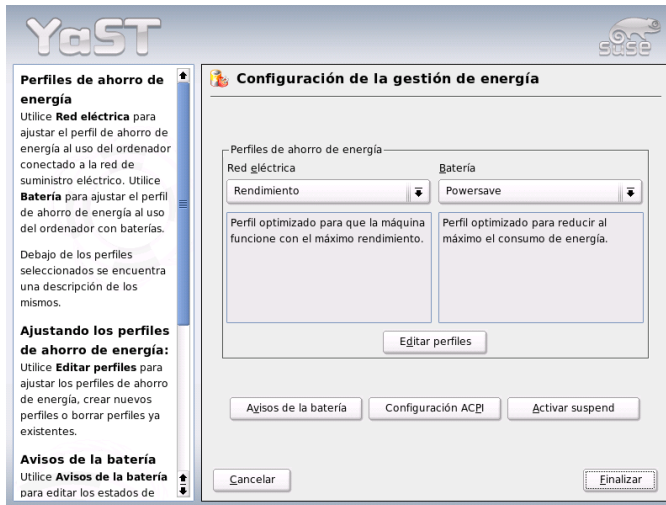 YaST
suse
Perfiles de ahorro de
energía
Utilice Red eléctrica para
ajustar el perfil de ahorro de
energía al uso del ordenador
conectado a la red de
suministro eléctrico. Utilice
Batería para ajustar el perfil
de ahorro de energía al uso
del ordenador con baterías.
Debajo de los perfiles
seleccionados se encuentra
una descripción de los
mismos.
Ajustando los perfiles
de ahorro de energía:
Utilice Editar perfiles para
ajustar los perfiles de ahorro
de energía, crear nuevos
perfiles o borrar perfiles ya
existentes.
Avisos de la batería
Utilice Avisos de la batería
para editar los estados de
Configuración de la gestión de energía
Perfiles de ahorro de energía
Red eléctrica
Rendimiento
Perfil optimizado para que la máquina
funcione con el máximo rendimiento.
Batería
Powersave
Perfil optimizado para reducir al
máximo el consumo de energía.
Editar perfiles
Avisos de la batería
Configuración ACPI
Activar suspend
Cancelar
Finalizar